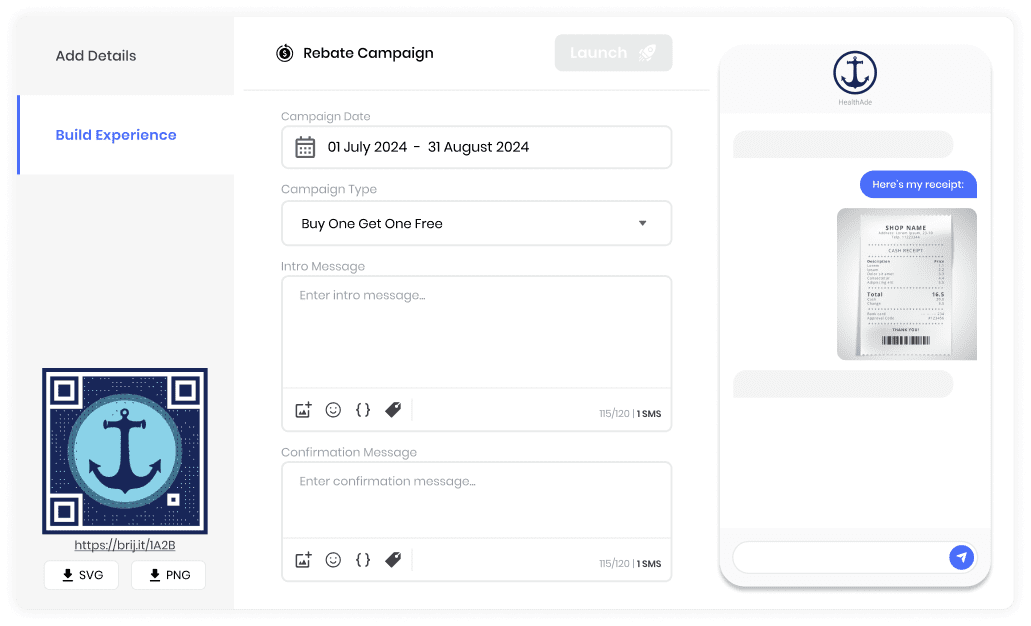 Add Details
Build Experience
https://brij.it/1A2B
SVG
PNG
Rebate Campaign
Launch
Campaign Date
01 July 2024 - 31 August 2024
Campaign Type
Buy One Get One Free
Intro Message
Enter intro message...
115/120 | 1 SMS
Confirmation Message
Enter confirmation message...
115/120 | 1 SMS
HealthAde
Here's my receipt:
SHOP NAME
CASH RECEIPT
Description
Total 16.5
THANK YOU!